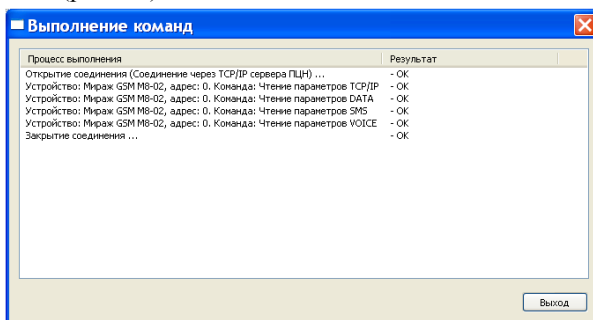 Выполнение команд
Процесс выполнения Результат
Открытие соединения (Соединение через TCP/IP сервера ПЦН) ... - OK
Устройство: Мираж GSM M8-02, адрес: 0. Команда: Чтение параметров TCP/IP - OK
Устройство: Мираж GSM M8-02, адрес: 0. Команда: Чтение параметров DATA - OK
Устройство: Мираж GSM M8-02, адрес: 0. Команда: Чтение параметров SMS - OK
Устройство: Мираж GSM M8-02, адрес: 0. Команда: Чтение параметров VOICE - OK
Закрытие соединения ... - OK
Выход